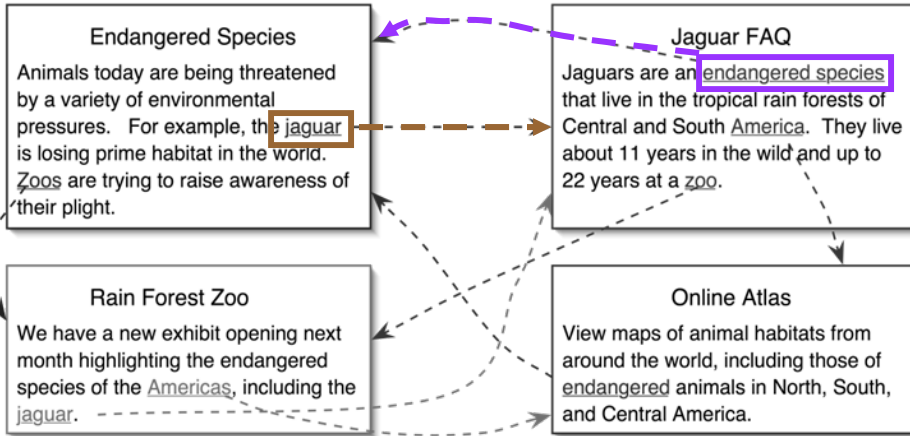 Endangered Species
Animals today are being threatened
by a variety of environmental
pressures. For example, the jaguar
is losing prime habitat in the world.
Zoos are trying to raise awareness of
their plight.
Jaguar FAQ
Jaguars are an endangered species
that live in the tropical rain forests of
Central and South America. They live
about 11 years in the wild and up to
22 years at a zoo.
Rain Forest Zoo
We have a new exhibit opening next
month highlighting the endangered
species of the Americas, including the
jaguar.
Online Atlas
View maps of animal habitats from
around the world, including those of
endangered animals in North, South,
and Central America.